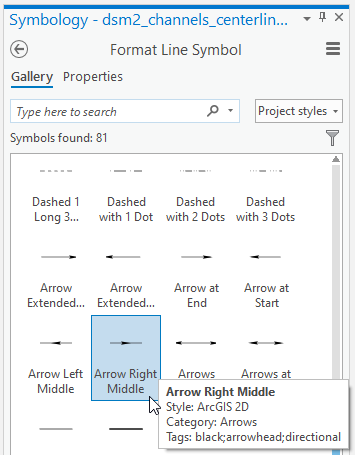 Symbology - dsm2_channels_centerlin...
Format Line Symbol
Gallery Properties
Type here to search
Project styles
Symbols found: 81
Dashed 1 Long 3...
Dashed with 1 Dot
Dashed with 2 Dots
Dashed with 3 Dots
Arrow Extended...
Arrow Extended...
Arrow at End
Arrow at Start
Arrow Left Middle
Arrow Right Middle
Arrows
Arrows at
Arrow Right Middle
Style: ArcGIS 2D
Category: Arrows
Tags: black;arrowhead;directional